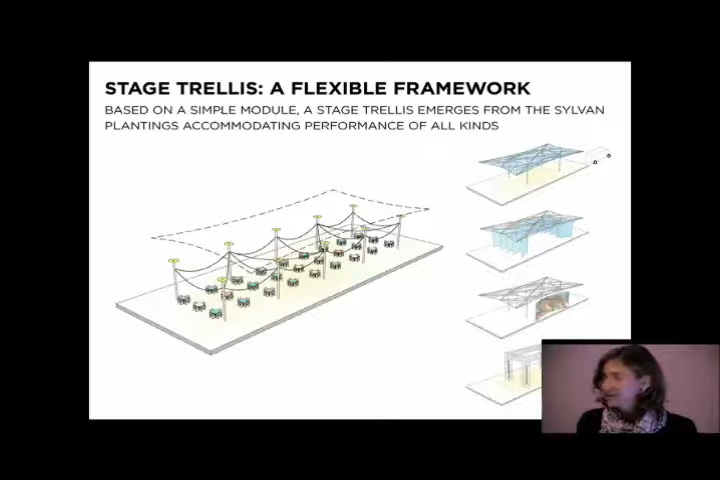 STAGE TRELLIS: A FLEXIBLE FRAMEWORK
BASED ON A SIMPLE MODULE, A STAGE TRELLIS EMERGES FROM THE SYLVAN
PLANTINGS ACCOMMODATING PERFORMANCE OF ALL KINDS